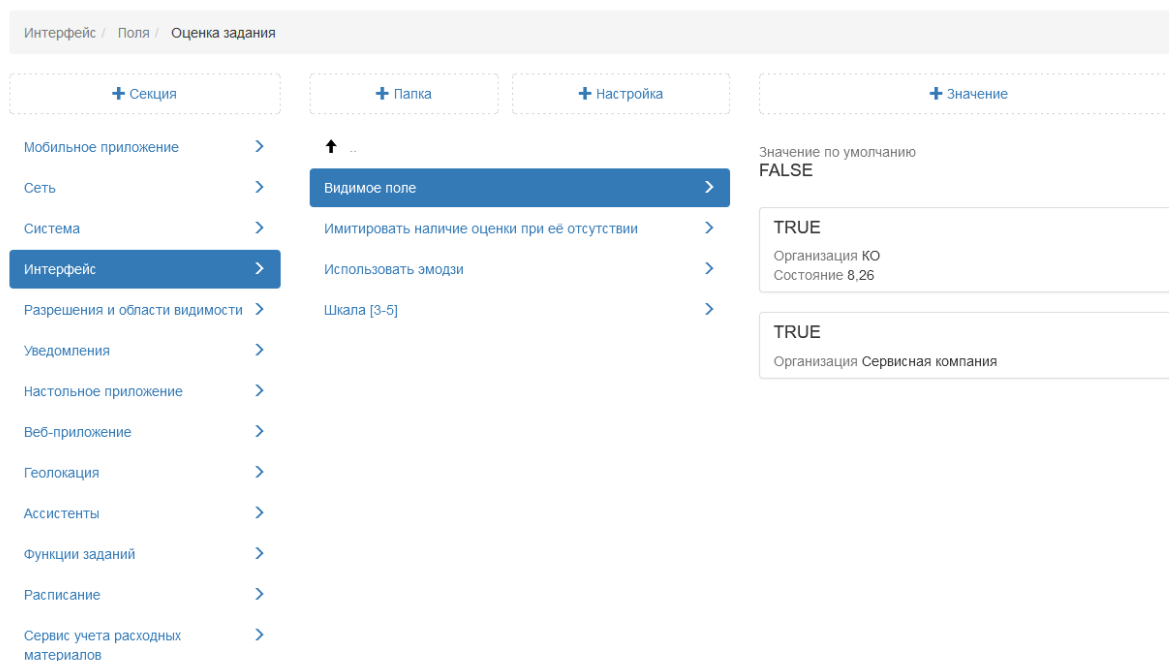 Интерфейс / Поля / Оценка задания
+ Секция
+ Папка
+ Настройка
+ Значение
Мобильное приложение
Сеть
Система
Интерфейс
Разрешения и области видимости
Уведомления
Настольное приложение
Веб-приложение
Геолокация
Ассистенты
Функции заданий
Расписание
Сервис учета расходных
материалов
..
Видимое поле
Имитировать наличие оценки при её отсутствии
Использовать эмодзи
Шкала [3-5]
Значение по умолчанию
FALSE
TRUE
Организация КО
Состояние 8,26
TRUE
Организация Сервисная компания